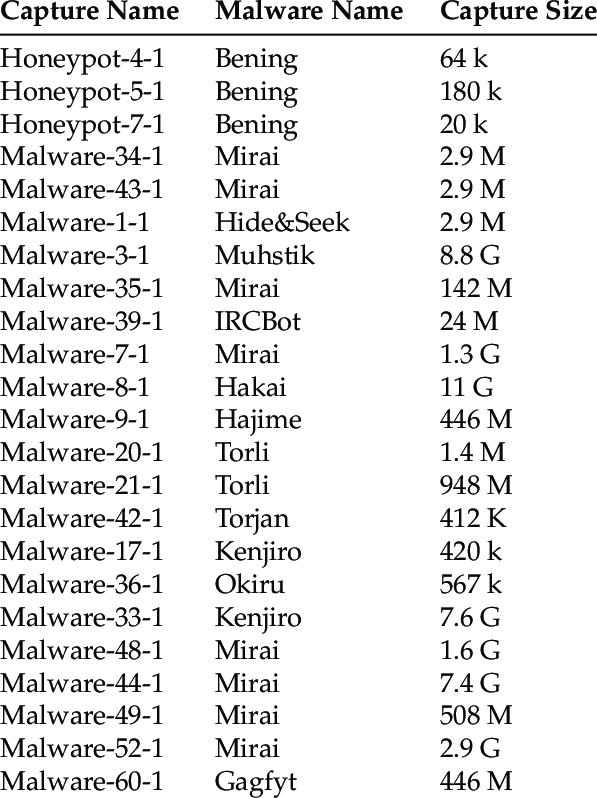 Capture Name Malware Name Capture Size
Honeypot-4-1 Bening 64 k
Honeypot-5-1 Bening 180 k
Honeypot-7-1 Bening 20 k
Malware-34-1 Mirai 2.9 M
Malware-43-1 Mirai 2.9 M
Malware-1-1 Hide&Seek 2.9 M
Malware-3-1 Muhstik 8.8 G
Malware-35-1 Mirai 142 M
Malware-39-1 IRCBot 24 M
Malware-7-1 Mirai 1.3 G
Malware-8-1 Hakai 11 G
Malware-9-1 Hajime 446 M
Malware-20-1 Torli 1.4 M
Malware-21-1 Torli 948 M
Malware-42-1 Torjan 412 K
Malware-17-1 Kenjiro 420 k
Malware-36-1 Okiru 567 k
Malware-33-1 Kenjiro 7.6 G
Malware-48-1 Mirai 1.6 G
Malware-44-1 Mirai 7.4 G
Malware-49-1 Mirai 508 M
Malware-52-1 Mirai 2.9 G
Malware-60-1 Gagfyt 446 M